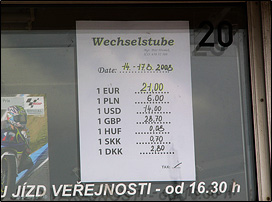 Wechselstube
20
Date: 14.-17.8.2008
1 EUR 21,00
1 PLN 6.00
1 USD 14,00
1 GBP 28.70
1 HUF 0,05
1 SKK 0,70
1 DKK 2,80
J JÍZD VEŘEJNOSTI - od 16.30 h